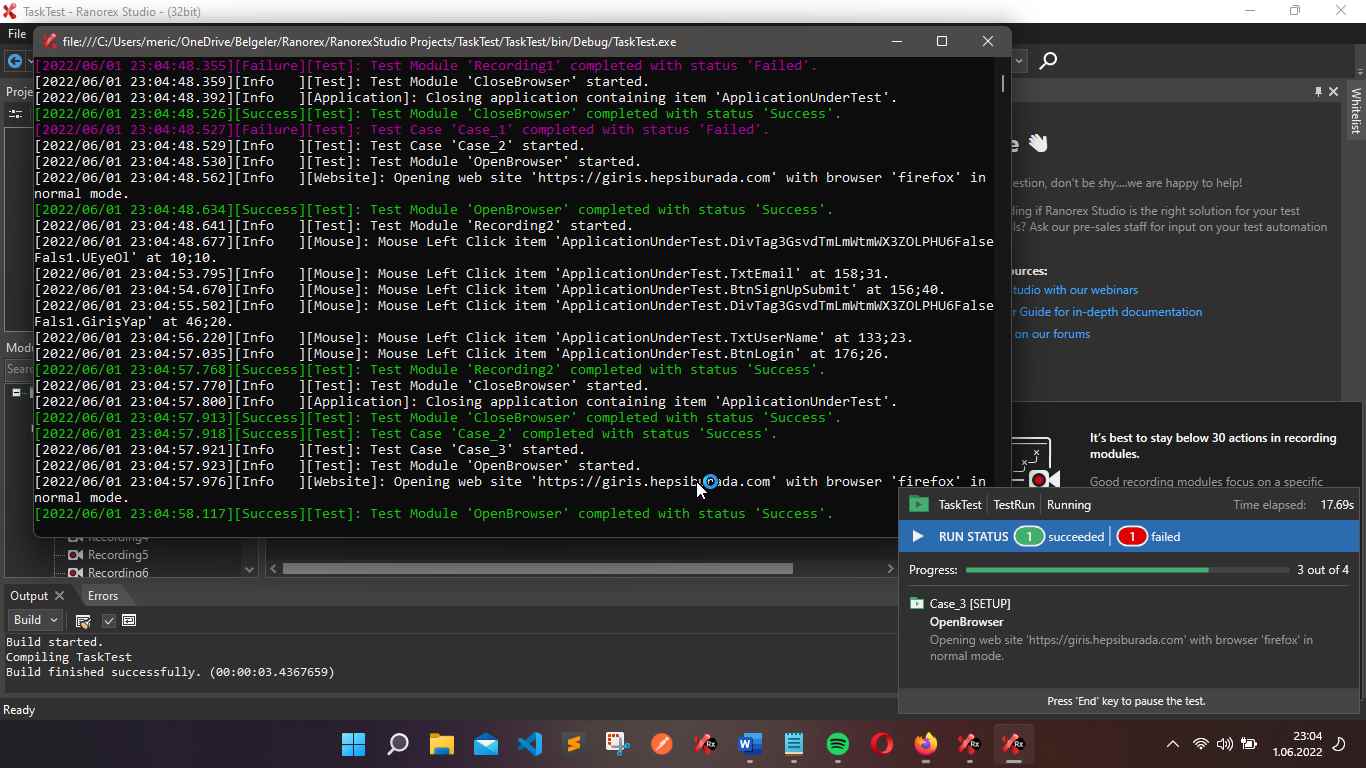 TaskTest - Ranorex Studio - (32bit)
File
file:///C:/Users/meric/OneDrive/Belgeler/Ranorex/RanorexStudio Projects/TaskTest/TaskTest/bin/Debug/TaskTest.exe
[2022/06/01 23:04:48.355][Failure][Test]: Test Module 'Recording1' completed with status 'Failed'.
[2022/06/01 23:04:48.359][Info   ][Test]: Test Module 'CloseBrowser' started.
[2022/06/01 23:04:48.392][Info   ][Application]: Closing application containing item 'ApplicationUnderTest'.
[2022/06/01 23:04:48.526][Success][Test]: Test Module 'CloseBrowser' completed with status 'Success'.
[2022/06/01 23:04:48.527][Failure][Test]: Test Case 'Case_1' completed with status 'Failed'.
[2022/06/01 23:04:48.529][Info   ][Test]: Test Case 'Case_2' started.
[2022/06/01 23:04:48.530][Info   ][Test]: Test Module 'OpenBrowser' started.
[2022/06/01 23:04:48.562][Info   ][Website]: Opening web site 'https://giris.hepsiburada.com' with browser 'firefox' in
normal mode.
[2022/06/01 23:04:48.634][Success][Test]: Test Module 'OpenBrowser' completed with status 'Success'.
[2022/06/01 23:04:48.641][Info   ][Test]: Test Module 'Recording2' started.
[2022/06/01 23:04:48.677][Info   ][Mouse]: Mouse Left Click item 'ApplicationUnderTest.DivTag3GsvdTmLmWtmWX3ZOLPHU6False
Fals1.UEyeOl' at 10;10.
[2022/06/01 23:04:53.795][Info   ][Mouse]: Mouse Left Click item 'ApplicationUnderTest.TxtEmail' at 158;31.
[2022/06/01 23:04:54.670][Info   ][Mouse]: Mouse Left Click item 'ApplicationUnderTest.BtnSignUpSubmit' at 156;40.
[2022/06/01 23:04:55.502][Info   ][Mouse]: Mouse Left Click item 'ApplicationUnderTest.DivTag3GsvdTmLmWtmWX3ZOLPHU6False
Fals1.GirişYap' at 46;20.
[2022/06/01 23:04:56.220][Info   ][Mouse]: Mouse Left Click item 'ApplicationUnderTest.TxtUserName' at 133;23.
[2022/06/01 23:04:57.035][Info   ][Mouse]: Mouse Left Click item 'ApplicationUnderTest.BtnLogin' at 176;26.
[2022/06/01 23:04:57.768][Success][Test]: Test Module 'Recording2' completed with status 'Success'.
[2022/06/01 23:04:57.770][Info   ][Test]: Test Module 'CloseBrowser' started.
[2022/06/01 23:04:57.800][Info   ][Application]: Closing application containing item 'ApplicationUnderTest'.
[2022/06/01 23:04:57.913][Success][Test]: Test Module 'CloseBrowser' completed with status 'Success'.
[2022/06/01 23:04:57.918][Success][Test]: Test Case 'Case_2' completed with status 'Success'.
[2022/06/01 23:04:57.921][Info   ][Test]: Test Case 'Case_3' started.
[2022/06/01 23:04:57.923][Info   ][Test]: Test Module 'OpenBrowser' started.
[2022/06/01 23:04:57.976][Info   ][Website]: Opening web site 'https://giris.hepsiburada.com' with browser 'firefox' in
normal mode.
[2022/06/01 23:04:58.117][Success][Test]: Test Module 'OpenBrowser' completed with status 'Success'.
Proje
Modu
Sear
Recording4
Recording5
Recording6
Whitelist
e
estion, don't be shy....we are happy to help!
ling if Ranorex Studio is the right solution for your test
ls? Ask our pre-sales staff for input on your test automation
ources:
tudio with our webinars
r Guide for in-depth documentation
on our forums
It's best to stay below 30 actions in recording
modules.
Good recording modules focus on a specific
TaskTest
TestRun
Running
Time elapsed: 17.69s
RUN STATUS 1 succeeded 1 failed
Progress: 3 out of 4
Case_3 [SETUP]
OpenBrowser
Opening web site 'https://giris.hepsiburada.com' with browser 'firefox' in
normal mode.
Press 'End' key to pause the test.
Output
Errors
Build
Build started.
Compiling TaskTest
Build finished successfully. (00:00:03.4367659)
Ready
23:04
1.06.2022